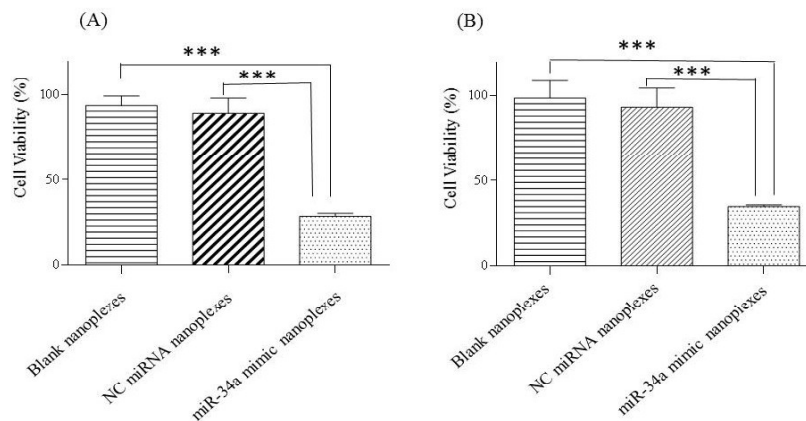 (A)
***
***
Cell Viability (%)
100
50
0
Blank nanoplexes
NC miRNA nanoplexes
miR-34a mimic nanoplexes
(B)
***
***
Cell Viability (%)
100
50
0
Blank nanoplexes
NC miRNA nanoplexes
miR-34a mimic nanoplexes